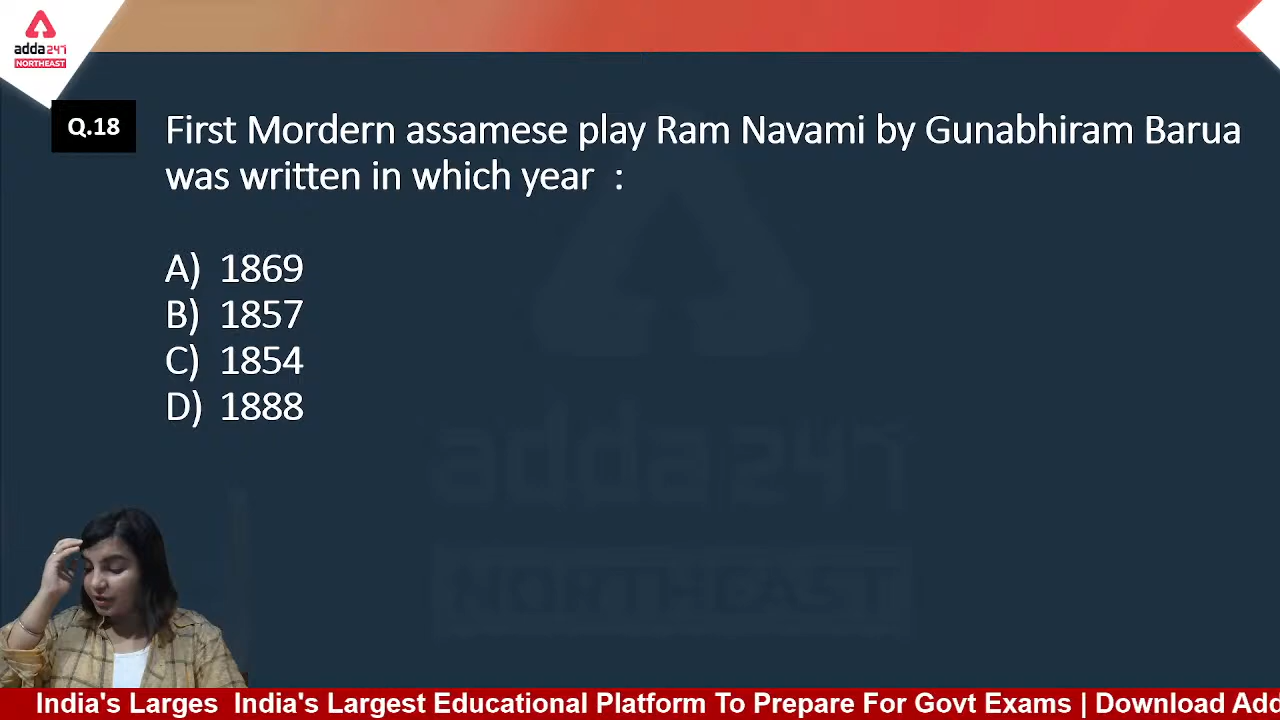 adda247
NORTHEAST
Q.18
First Mordern assamese play Ram Navami by Gunabhiram Barua
was written in which year :
A) 1869
B) 1857
C) 1854
D) 1888
adda247
NORTHEAST
India's Larges India's Largest Educational Platform To Prepare For Govt Exams | Download Add